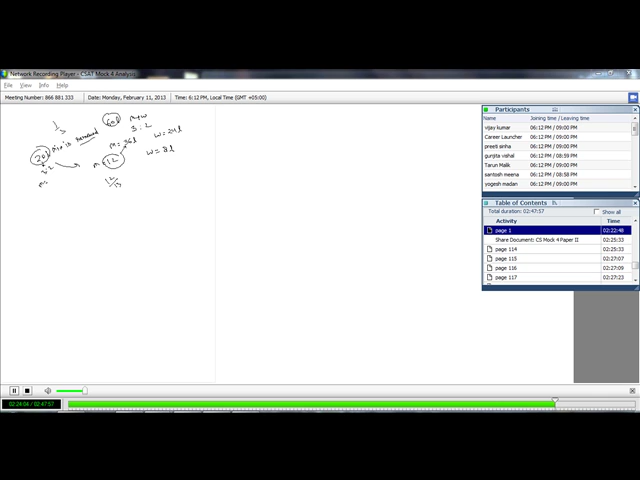 Network Recording Player - CSAT Mock 4 Analysis
File View Info Help
Meeting Number: 866 881 333 Date: Monday, February 11, 2013 Time: 6:12 PM, Local Time (GMT +05:00)
60l
m = 36l
w = 24l
20l
m = 12
w = 8l
Participants
Name Joining time / Leaving time
vijay kumar 06:12 PM / 09:00 PM
Career Launcher 06:12 PM / 09:00 PM
preeti sinha 06:12 PM / 09:00 PM
gunjita vishal 06:12 PM / 08:59 PM
Tarun Malik 06:12 PM / 09:00 PM
santosh meena 06:12 PM / 08:58 PM
yogesh madan 06:12 PM / 09:00 PM
Table of Contents
Total duration: 02:47:57 Show all
Activity Time
page 1 02:22:48
Share Document: CS Mock 4 Paper II 02:25:33
page 114 02:25:33
page 115 02:27:07
page 116 02:27:09
page 117 02:27:23
02:24:04 / 02:47:57